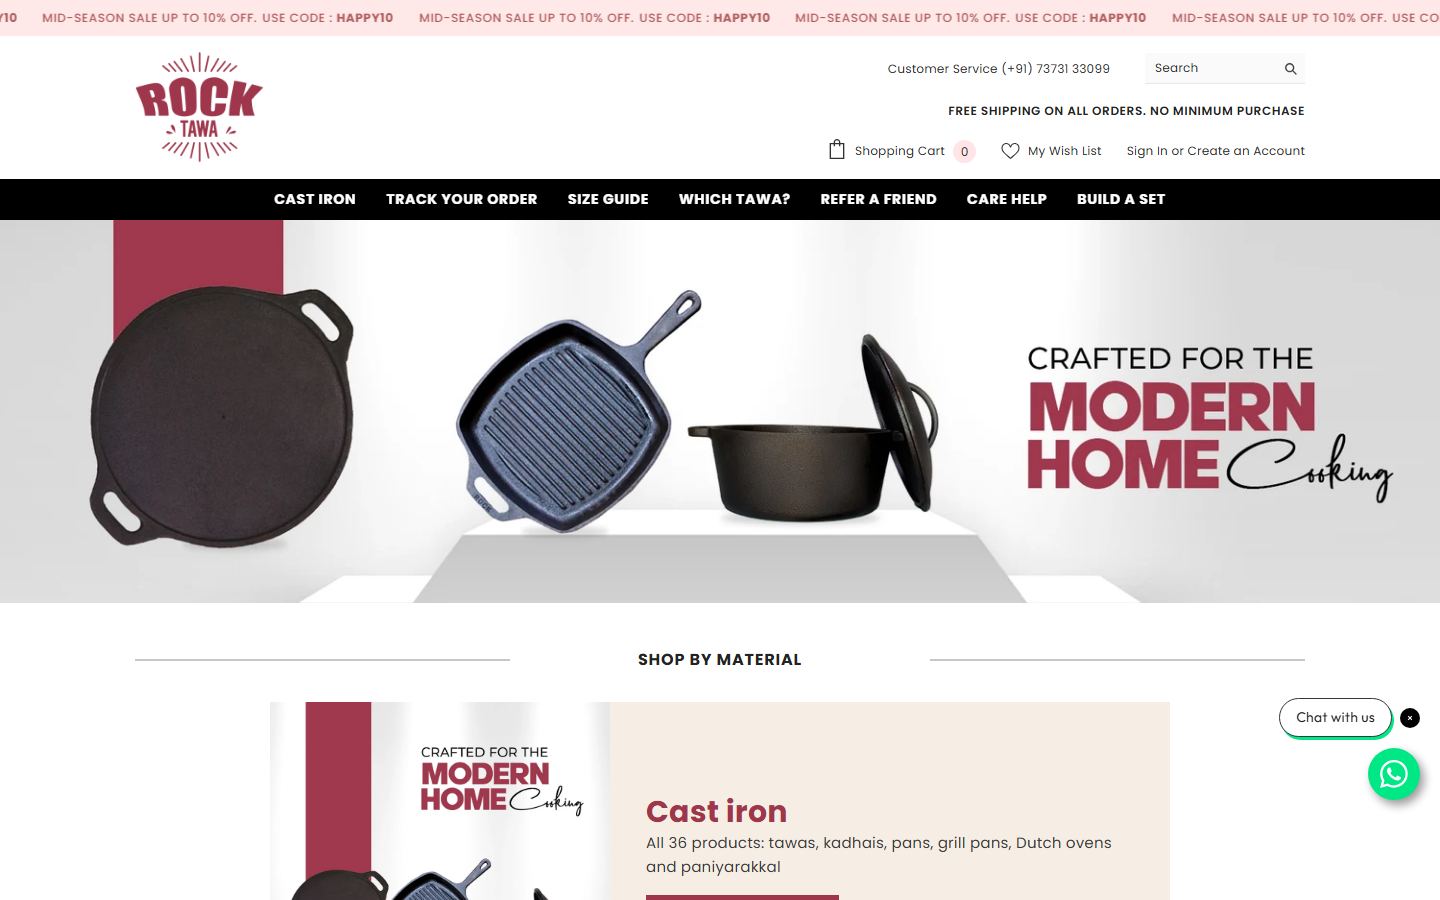 Y10 MID-SEASON SALE UP TO 10% OFF. USE CODE : HAPPY10 MID-SEASON SALE UP TO 10% OFF. USE CODE : HAPPY10 MID-SEASON SALE UP TO 10% OFF. USE CODE : HAPPY10 MID-SEASON SALE UP TO 10% OFF. USE CO
ROCK
TAWA
Customer Service (+91) 73731 33099
Search
FREE SHIPPING ON ALL ORDERS. NO MINIMUM PURCHASE
Shopping Cart 0 My Wish List Sign In or Create an Account
CAST IRON TRACK YOUR ORDER SIZE GUIDE WHICH TAWA? REFER A FRIEND CARE HELP BUILD A SET
CRAFTED FOR THE
MODERN
HOME Cooking
ROCK
SHOP BY MATERIAL
Chat with us
CRAFTED FOR THE
MODERN
HOME Cooking
Cast iron
All 36 products: tawas, kadhais, pans, grill pans, Dutch ovens
and paniyarakkal